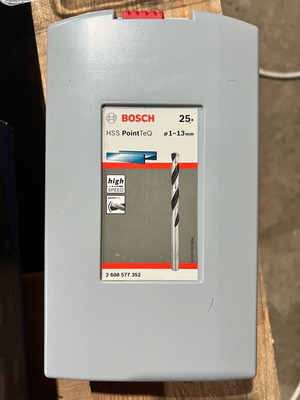 BOSCH
25x
HSS PointTeQ
ø 1-13mm
high
SPEED
2 608 577 352